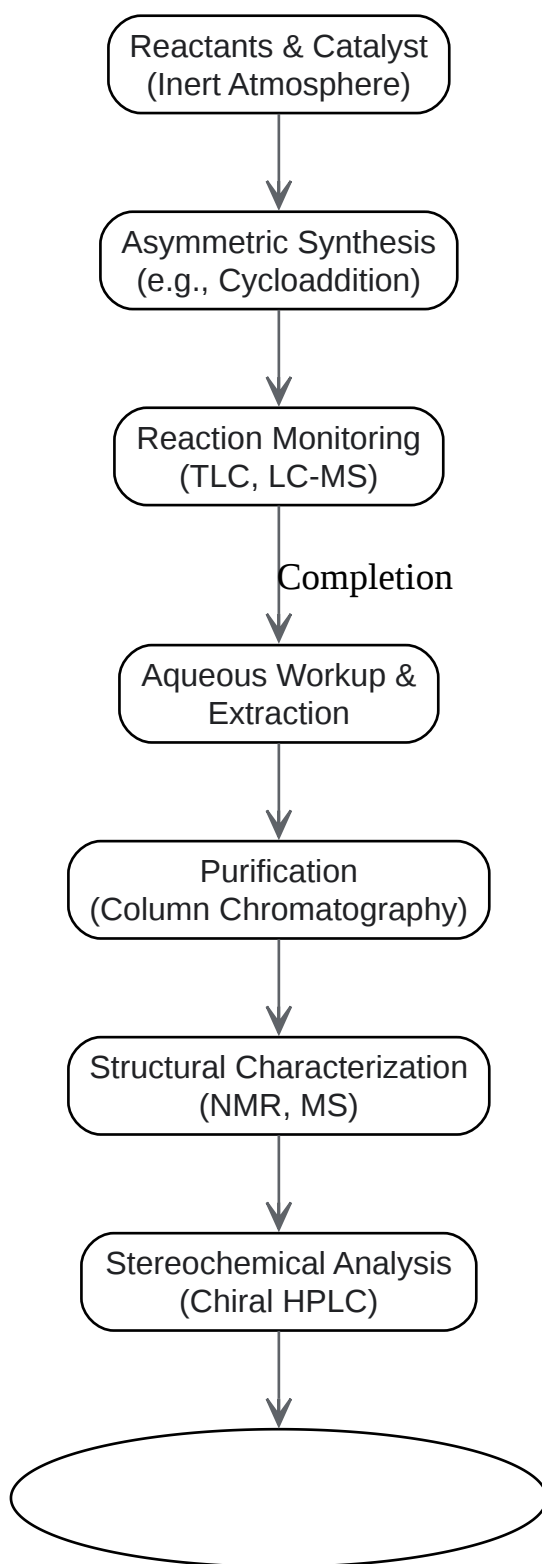 Reactants & Catalyst
(Inert Atmosphere)
Asymmetric Synthesis
(e.g., Cycloaddition)
Reaction Monitoring
(TLC, LC-MS)
Completion
Aqueous Workup &
Extraction
Purification
(Column Chromatography)
Structural Characterization
(NMR, MS)
Stereochemical Analysis
(Chiral HPLC)